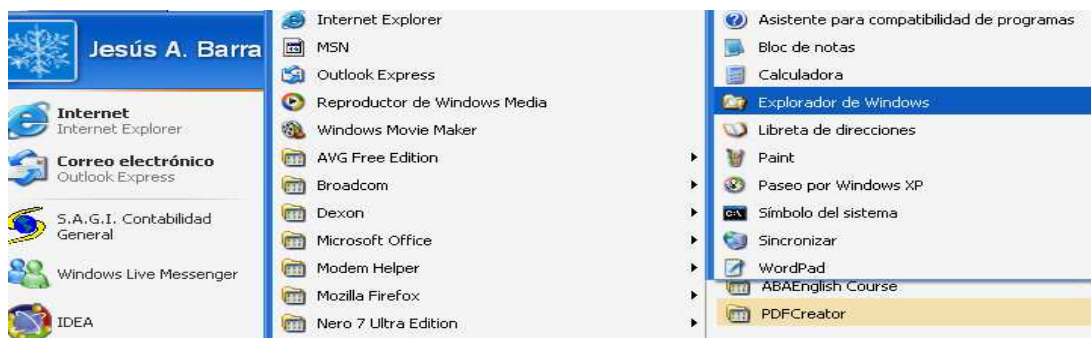 Jesús A. Barra
Internet
Internet Explorer
Correo electrónico
Outlook Express
S.A.G.I. Contabilidad
General
Windows Live Messenger
IDEA
Internet Explorer
MSN
Outlook Express
Reproductor de Windows Media
Windows Movie Maker
AVG Free Edition
Broadcom
Dexon
Microsoft Office
Modem Helper
Mozilla Firefox
Nero 7 Ultra Edition
Asistente para compatibilidad de programas
Bloc de notas
Calculadora
Explorador de Windows
Libreta de direcciones
Paint
Paseo por Windows XP
Símbolo del sistema
Sincronizar
WordPad
ABAEnglish Course
PDFCreator